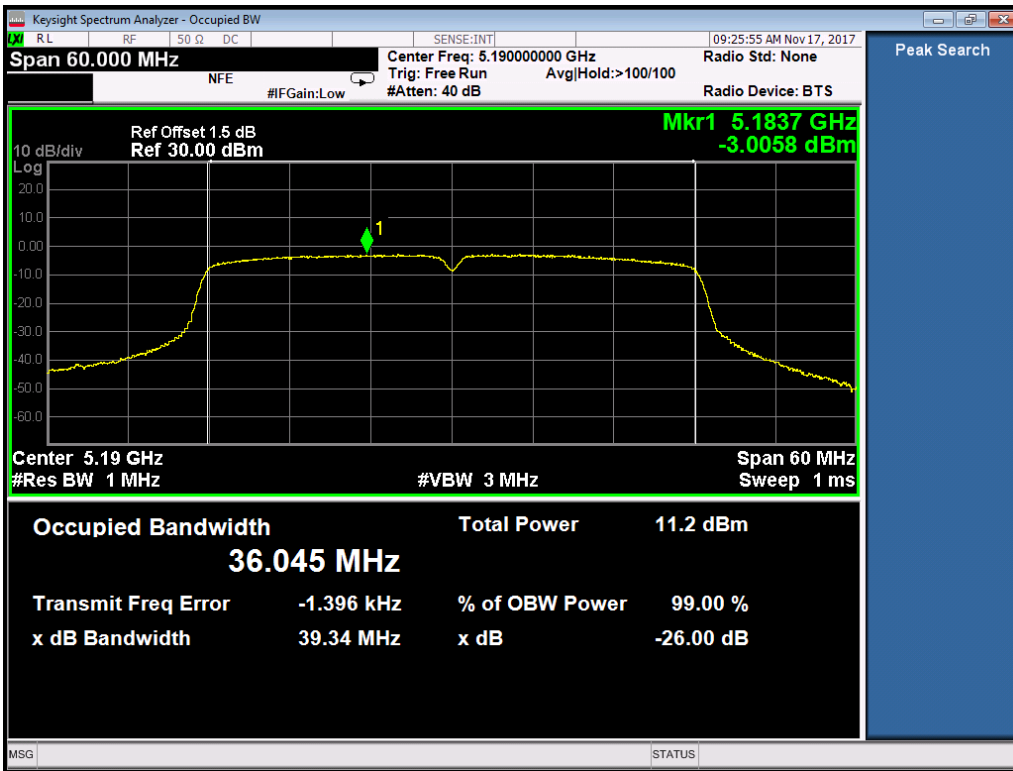 Keysight Spectrum Analyzer - Occupied BW
LXI RL RF 50 Ω DC SENSE:INT 09:25:55 AM Nov 17, 2017
Span 60.000 MHz
NFE
#IFGain:Low
Center Freq: 5.190000000 GHz
Trig: Free Run Avg|Hold:>100/100
#Atten: 40 dB
Radio Std: None
Radio Device: BTS
Peak Search
Ref Offset 1.5 dB
10 dB/div Ref 30.00 dBm
Mkr1 5.1837 GHz
-3.0058 dBm
Log
20.0
10.0
0.00
-10.0
-20.0
-30.0
-40.0
-50.0
-60.0
1
Center 5.19 GHz Span 60 MHz
#Res BW 1 MHz #VBW 3 MHz Sweep 1 ms
Occupied Bandwidth Total Power 11.2 dBm
36.045 MHz
Transmit Freq Error -1.396 kHz % of OBW Power 99.00 %
x dB Bandwidth 39.34 MHz x dB -26.00 dB
MSG STATUS